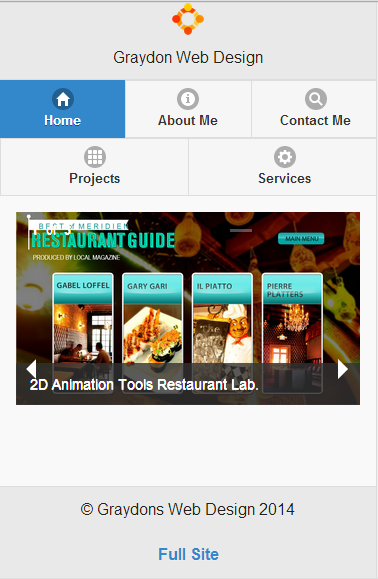 Graydon Web Design
Home
About Me
Contact Me
Projects
Services
BEST of MERIDIEN
RESTAURANT GUIDE
PRODUCED BY LOCAL MAGAZINE
MAIN MENU
GABEL LOFFEL
GARY GARI
IL PIATTO
PIERRE
PLATTERS
2D Animation Tools Restaurant Lab.
© Graydons Web Design 2014
Full Site